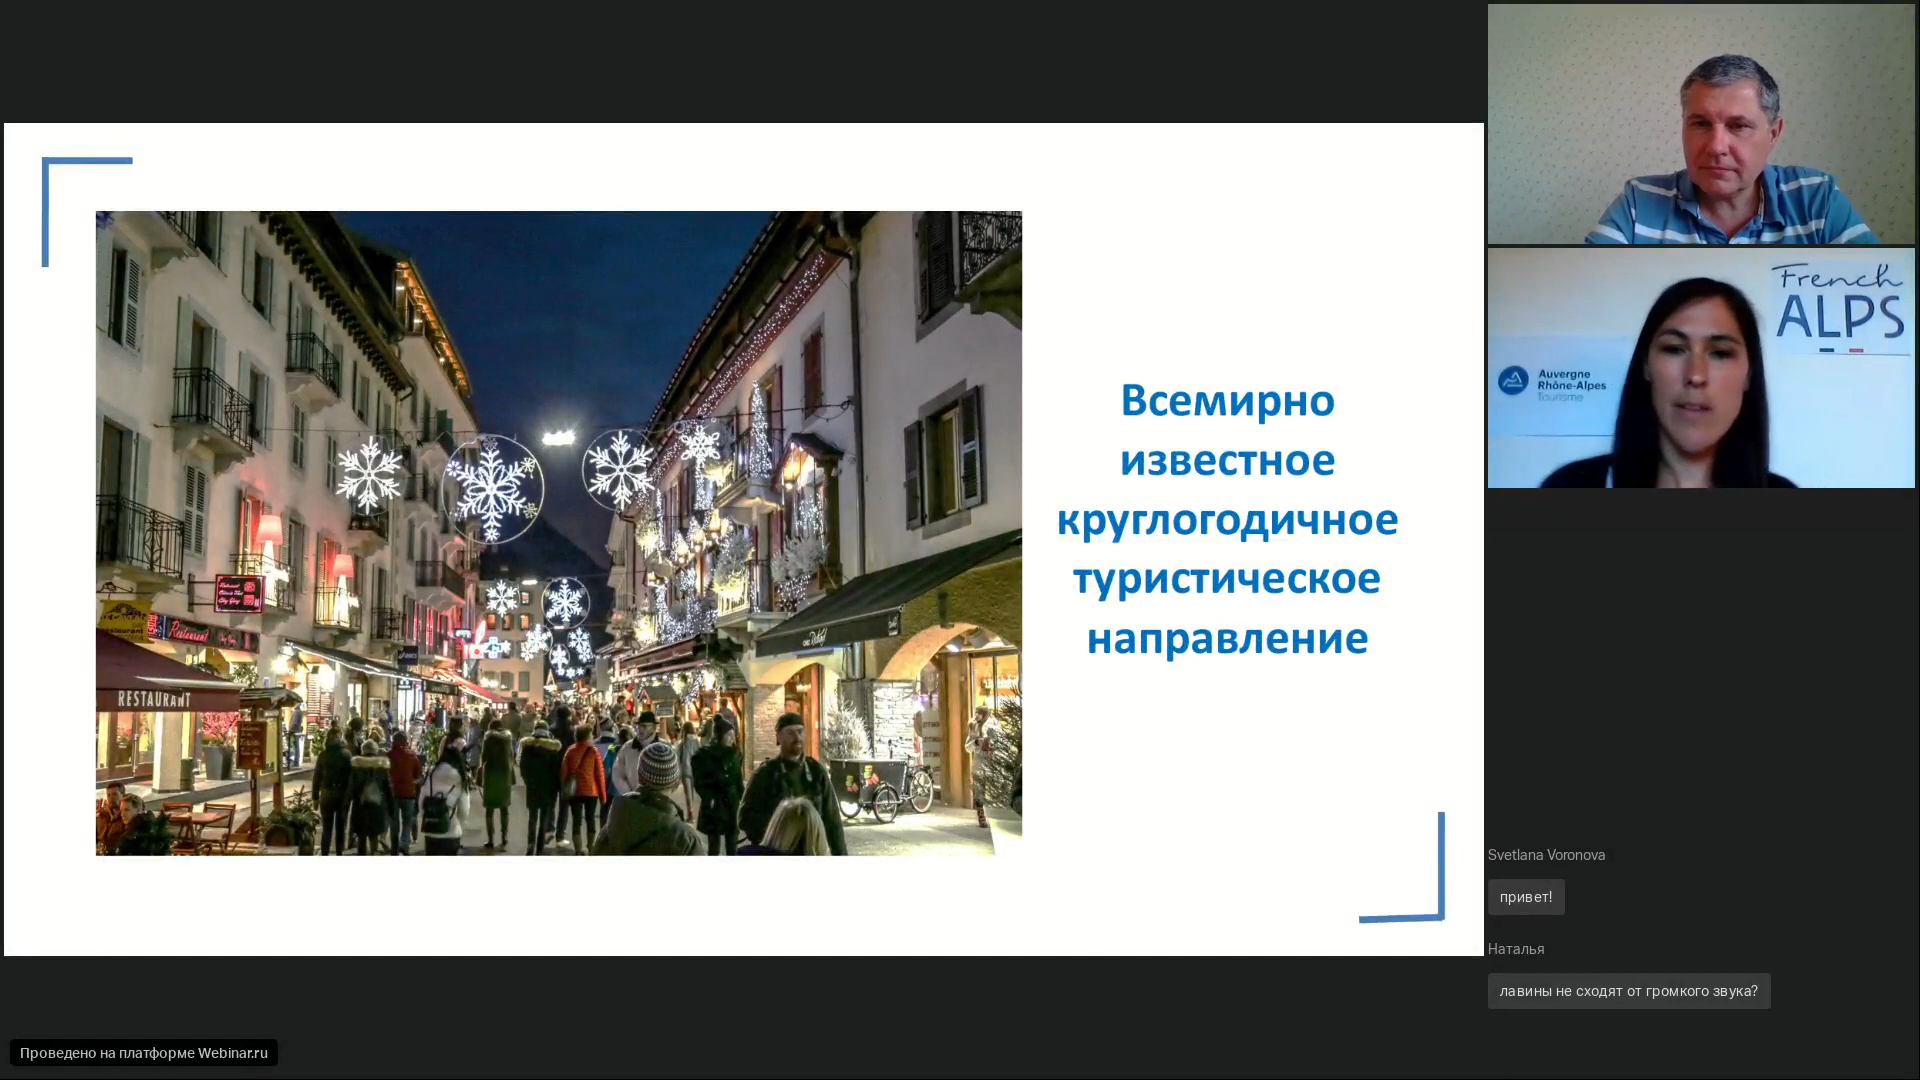 RESTAURANT
Restaurant
Всемирно
известное
круглогодичное
туристическое
направление
French
ALPS
Auvergne
Rhône-Alpes
Tourisme
Svetlana Voronova
привет!
Наталья
лавины не сходят от громкого звука?
Проведено на платформе Webinar.ru